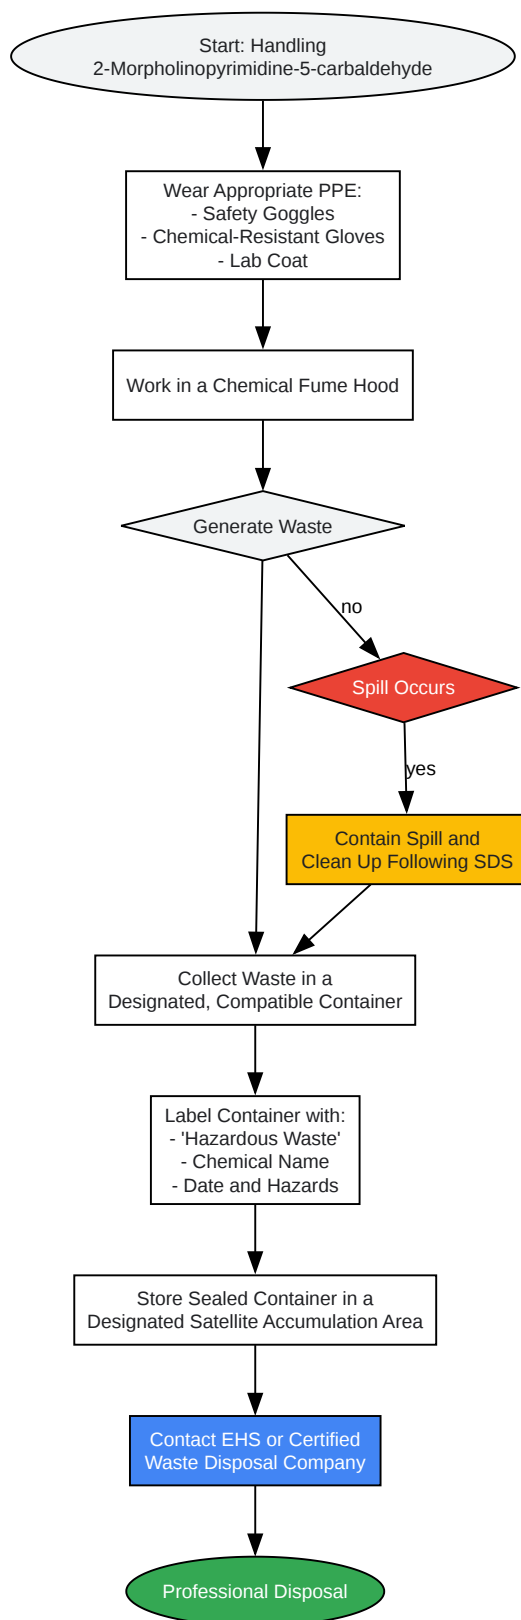 Start: Handling
2-Morpholinopyrimidine-5-carbaldehyde
Wear Appropriate PPE:
- Safety Goggles
- Chemical-Resistant Gloves
- Lab Coat
Work in a Chemical Fume Hood
Generate Waste
no
Spill Occurs
yes
Contain Spill and
Clean Up Following SDS
Collect Waste in a
Designated, Compatible Container
Label Container with:
- 'Hazardous Waste'
- Chemical Name
- Date and Hazards
Store Sealed Container in a
Designated Satellite Accumulation Area
Contact EHS or Certified
Waste Disposal Company
Professional Disposal